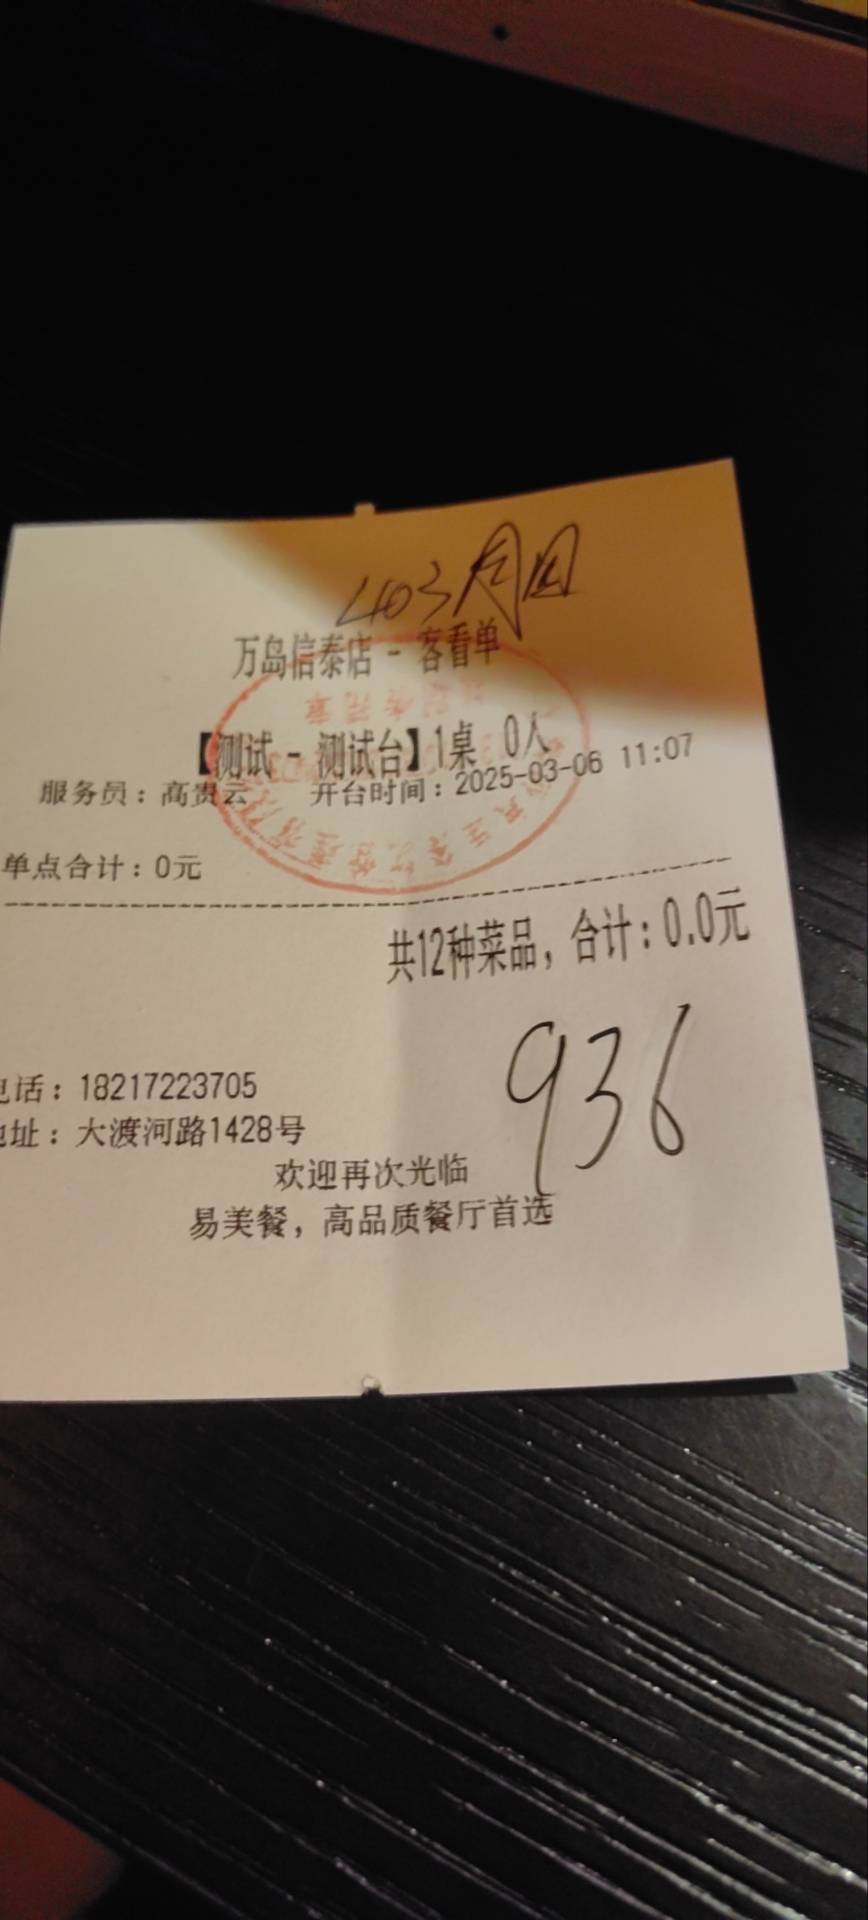 403周四
万岛信泰店 - 客看单
【测试 - 测试台】1桌 0人
服务员：高贵云 开台时间：2025-03-06 11:07
单点合计：0元
共12种菜品，合计：0.0元
936
电话：18217223705
地址：大渡河路1428号
欢迎再次光临
易美餐，高品质餐厅首选